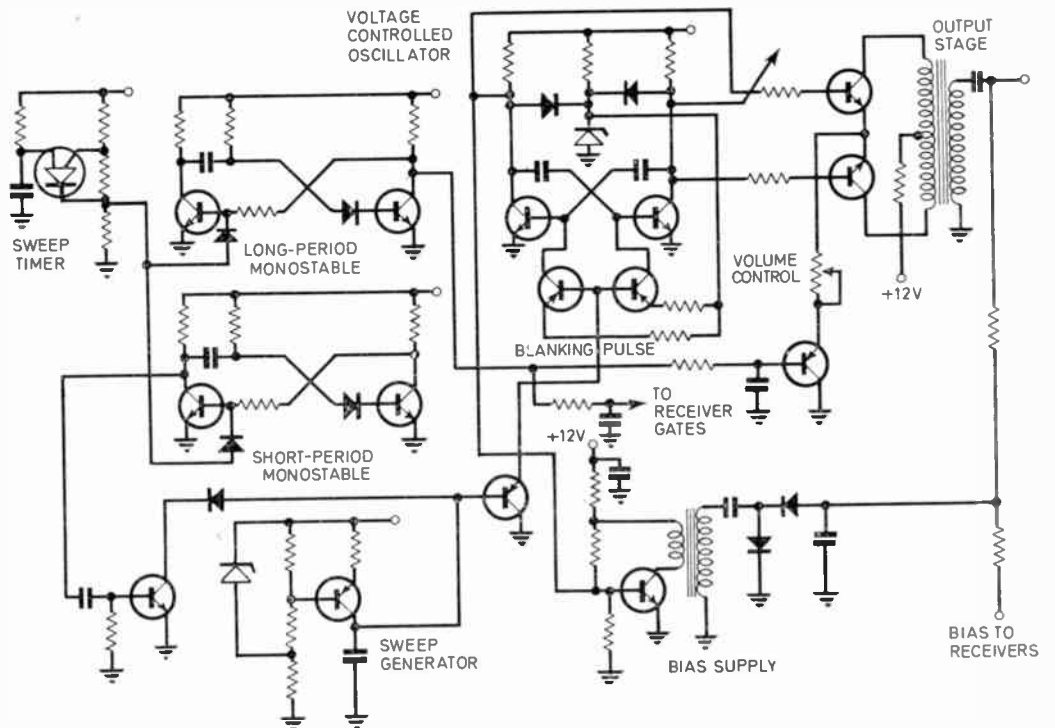 VOLTAGE
CONTROLLED
OSCILLATOR
OUTPUT
STAGE
SWEEP
TIMER
LONG-PERIOD
MONOSTABLE
VOLUME
CONTROL
+12V
BLANKING PULSE
TO
RECEIVER
GATES
+12V
SHORT-PERIOD
MONOSTABLE
SWEEP
GENERATOR
BIAS SUPPLY
BIAS TO
RECEIVERS